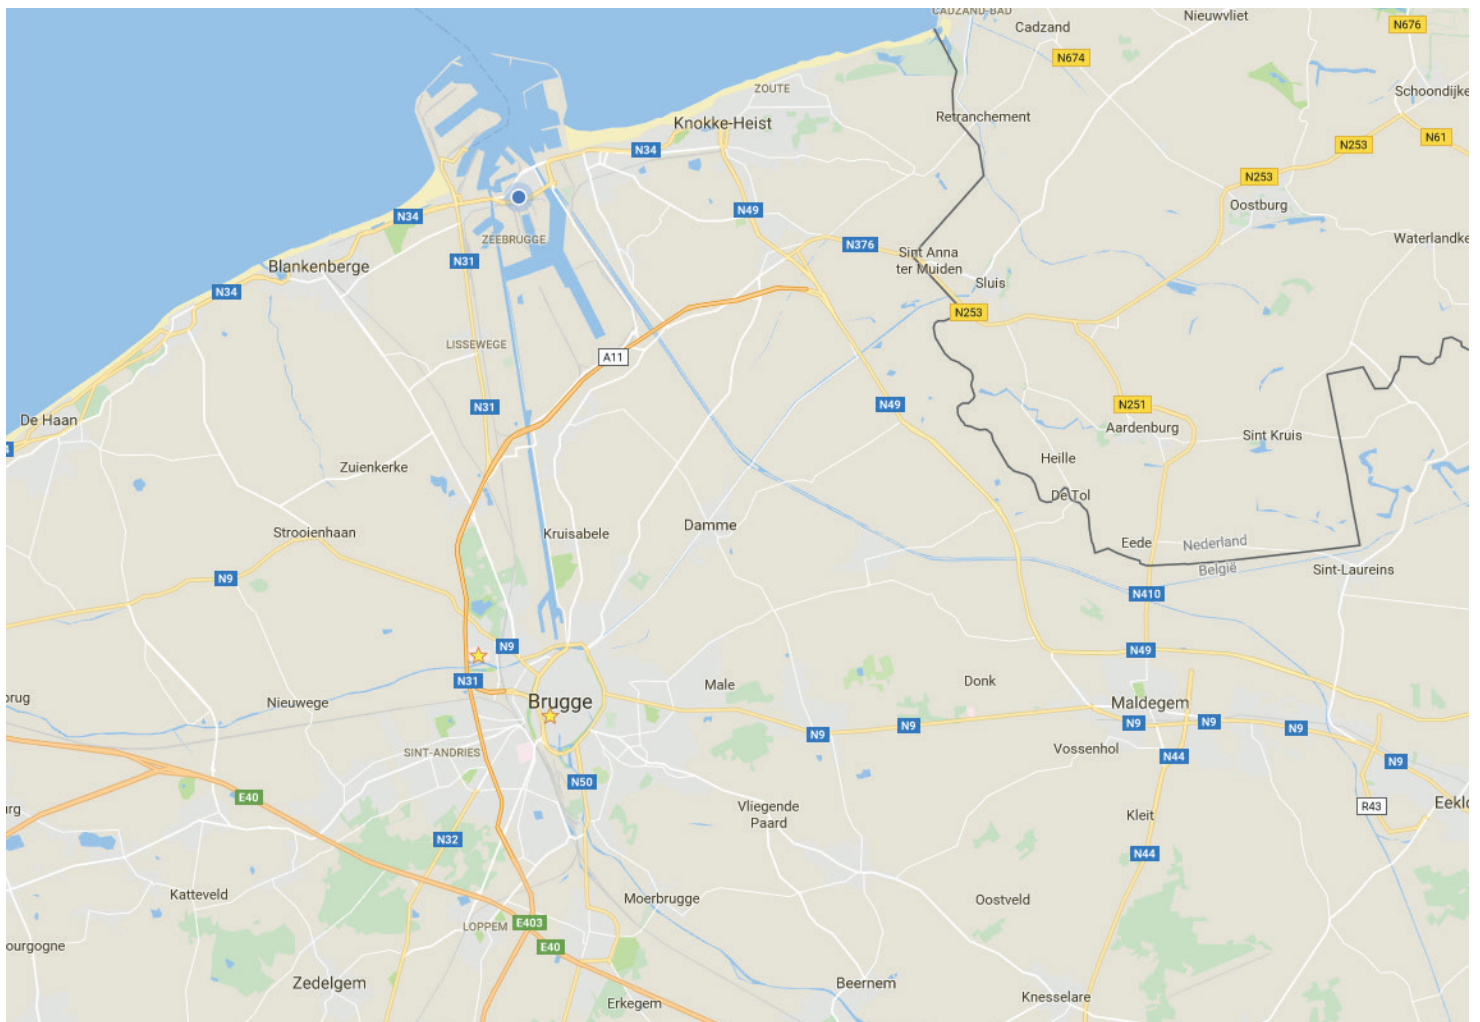 CADZAND-BAD
Nieuwvliet
Cadzand
N676
N674
ZOUTE
Schoondijke
Retranchement
Knokke-Heist
N61
N253
N34
N253
Oostburg
N34
N49
ZEEBRUGGE
N376
Waterlandke
Sint Anna
ter Muiden
N31
Blankenberge
Sluis
N34
N253
LISSEWEGE
A11
N31
N49
N251
De Haan
Aardenburg
Sint Kruis
Heille
Zuienkerke
De Tol
Damme
Strooienhaan
Kruisabele
Eede
Nederland
België
Sint-Laureins
N9
N410
N9
N49
N31
Male
Donk
brug
Nieuwege
Brugge
Maldegem
N9
N9
N9
N9
N9
N9
SINT-ANDRIES
Vossenhol
N44
N50
E40
Vliegende
Paard
Kleit
R43
Eeklo
N32
N44
Katteveld
Moerbrugge
Oostveld
LOPPEM
E403
E40
ourgogne
Zedelgem
Beernem
Erkegem
Knesselare